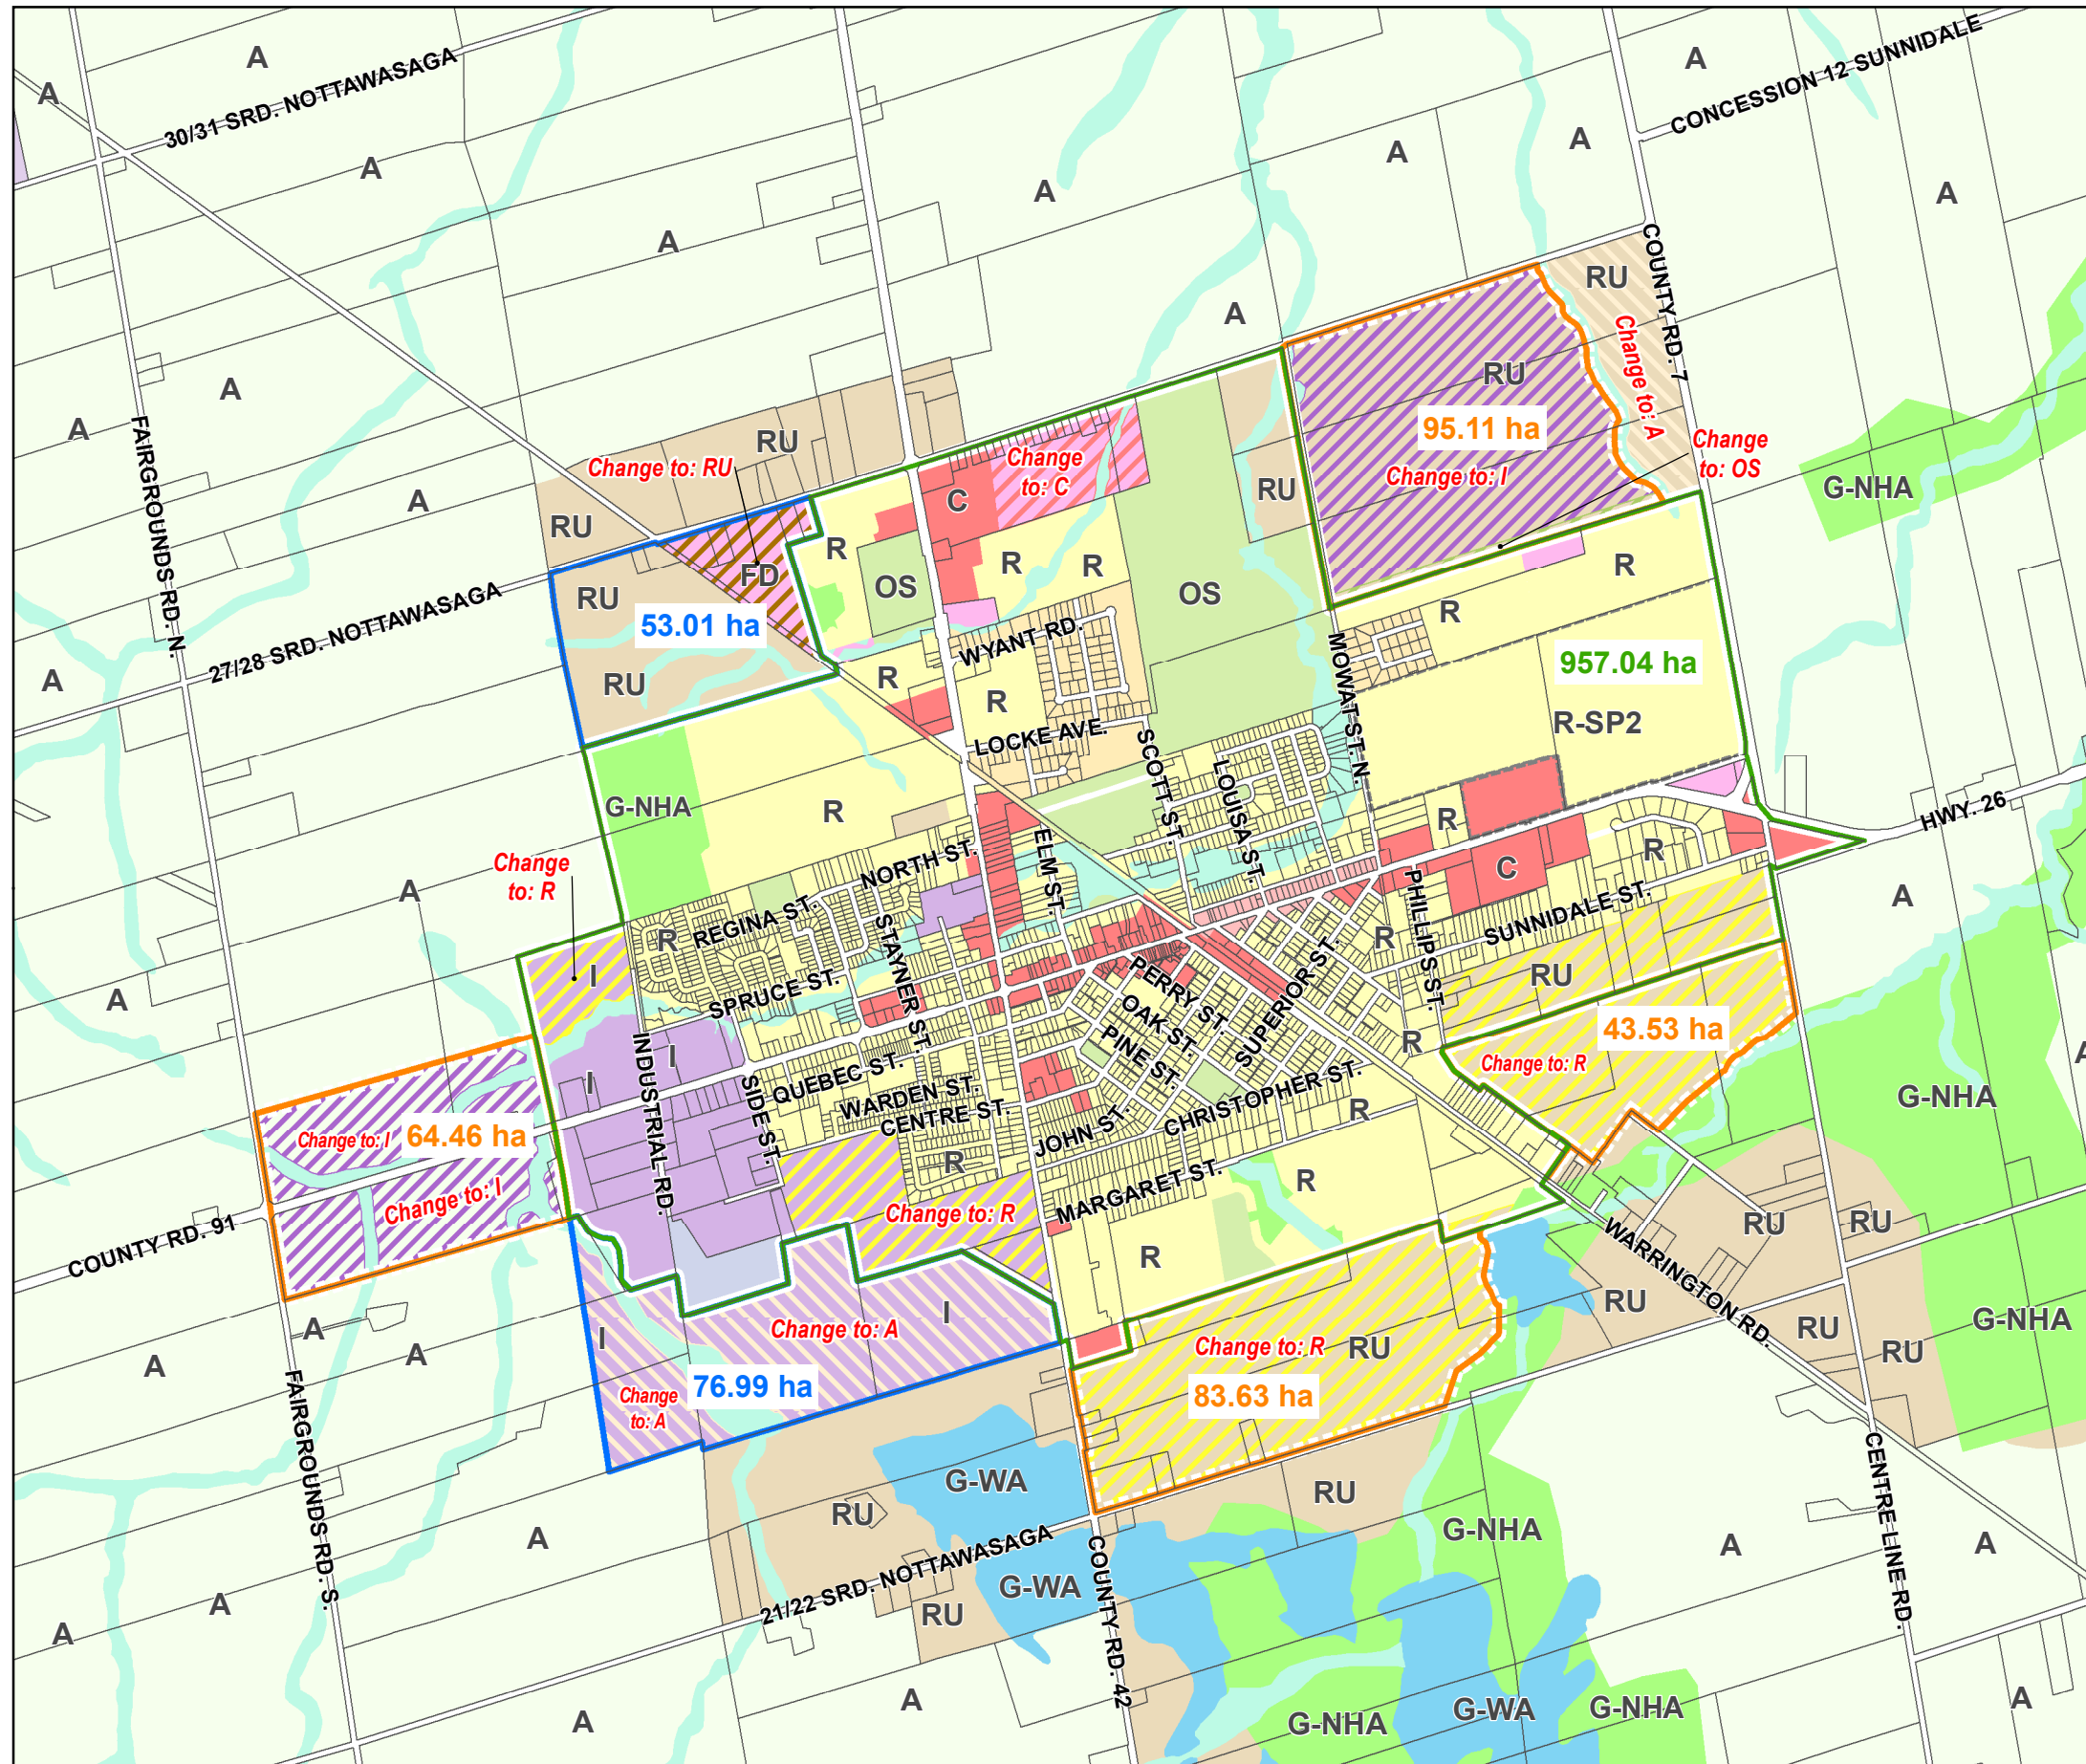 A
A
30/31 SRD. NOTTAWASAGA
A
CONCESSION 12 SUNNIDALE
A
A
A
A
A
A
A
RU
COUNTY RD. 7
A
Change to: A
RU
A
A
FAIRGROUNDS RD. N.
95.11 ha
Change to: I
Change
to: OS
RU
Change to: RU
Change
to: C
C
G-NHA
RU
A
RU
R
R
R
R
FD
OS
OS
RU
53.01 ha
RU
27/28 SRD. NOTTAWASAGA
A
WYANT RD.
R
MOWAT ST. N.
957.04 ha
R
R
R-SP2
LOCKE AVE.
SCOTT ST.
LOUISA ST.
G-NHA
R
R
HWY. 26
NORTH ST.
ELM ST.
R
C
Change
to: R
A
A
PHILLIPS ST.
SUNNIDALE ST.
REGINA ST.
STAYNER ST.
R
R
I
RU
SPRUCE ST.
PERRY ST.
SUPERIOR ST.
A
OAK ST.
43.53 ha
R
INDUSTRIAL RD.
I
I
PINE ST.
Change to: R
A
QUEBEC ST.
SIDE ST.
WARDEN ST.
CENTRE ST.
CHRISTOPHER ST.
R
G-NHA
JOHN ST.
Change to: I
64.46 ha
R
MARGARET ST.
R
Change to: I
Change to: R
RU
RU
COUNTY RD. 91
R
WARRINGTON RD.
RU
I
I
Change to: A
A
A
A
Change to: R
RU
RU
RU
G-NHA
76.99 ha
Change
to: A
83.63 ha
FAIRGROUNDS RD. S.
CENTRE LINE RD.
G-WA
RU
RU
A
G-NHA
A
A
21/22 SRD. NOTTAWASAGA
COUNTY RD. 42
G-WA
RU
A
A
A
A
G-NHA
G-WA
G-NHA
A